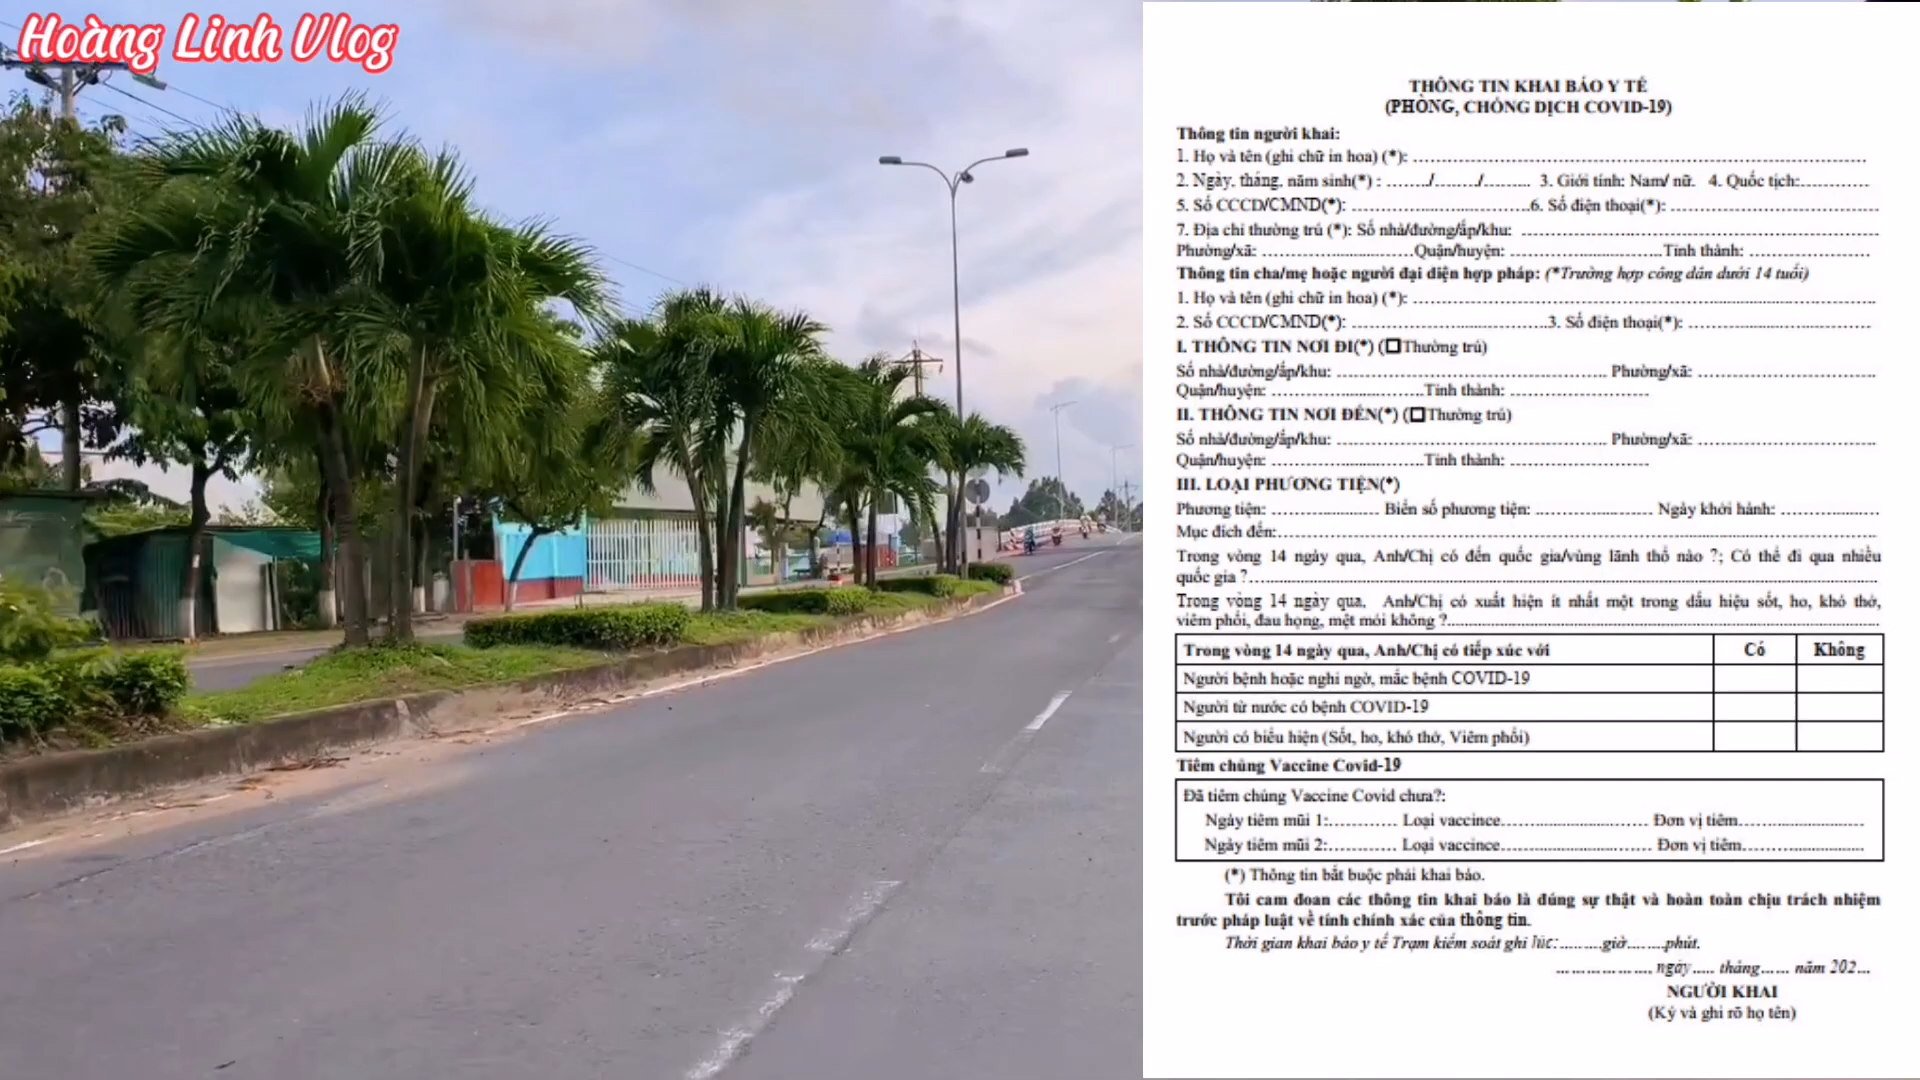 Hoàng Linh Vlog
THÔNG TIN KHAI BÁO Y TẾ
(PHÒNG, CHỐNG DỊCH COVID-19)
Thông tin người khai:
1. Họ và tên (ghi chữ in hoa) (*): ........................................
2. Ngày, tháng, năm sinh(*) : ......../......../......... 3. Giới tính: Nam/ nữ. 4. Quốc tịch:............
5. Số CCCD/CMND(*): ..............................6. Số điện thoại(*): ..............................
7. Địa chỉ thường trú (*): Số nhà/đường/ấp/khu: ........................................
Phường/xã: .........................Quận/huyện: .........................Tỉnh thành: ....................
Thông tin cha/mẹ hoặc người đại diện hợp pháp: (*Trường hợp công dân dưới 14 tuổi)
1. Họ và tên (ghi chữ in hoa) (*): ........................................
2. Số CCCD/CMND(*): ..............................3. Số điện thoại(*): ..............................
I. THÔNG TIN NƠI ĐI(*) (☐Thường trú)
Số nhà/đường/ấp/khu: ........................................ Phường/xã: ..............................
Quận/huyện: .........................Tỉnh thành: .........................
II. THÔNG TIN NƠI ĐẾN(*) (☐Thường trú)
Số nhà/đường/ấp/khu: ........................................ Phường/xã: ..............................
Quận/huyện: .........................Tỉnh thành: .........................
III. LOẠI PHƯƠNG TIỆN(*)
Phương tiện: .................... Biển số phương tiện: .................... Ngày khởi hành: ....................
Mục đích đến:........................................
Trong vòng 14 ngày qua, Anh/Chị có đến quốc gia/vùng lãnh thổ nào ?; Có thể đi qua nhiều
quốc gia ?........................................
Trong vòng 14 ngày qua, Anh/Chị có xuất hiện ít nhất một trong dấu hiệu sốt, ho, khó thở,
viêm phổi, đau họng, mệt mỏi không ?........................................
Trong vòng 14 ngày qua, Anh/Chị có tiếp xúc với Có Không
Người bệnh hoặc nghi ngờ, mắc bệnh COVID-19
Người từ nước có bệnh COVID-19
Người có biểu hiện (Sốt, ho, khó thở, Viêm phổi)
Tiêm chủng Vaccine Covid-19
Đã tiêm chủng Vaccine Covid chưa?:
Ngày tiêm mũi 1:............ Loại vaccince......................... Đơn vị tiêm....................
Ngày tiêm mũi 2:............ Loại vaccince......................... Đơn vị tiêm....................
(*) Thông tin bắt buộc phải khai báo.
Tôi cam đoan các thông tin khai báo là đúng sự thật và hoàn toàn chịu trách nhiệm
trước pháp luật về tính chính xác của thông tin.
Thời gian khai báo y tế Trạm kiểm soát ghi lúc:.........giờ........phút.
...................., ngày..... tháng...... năm 202...
NGƯỜI KHAI
(Ký và ghi rõ họ tên)